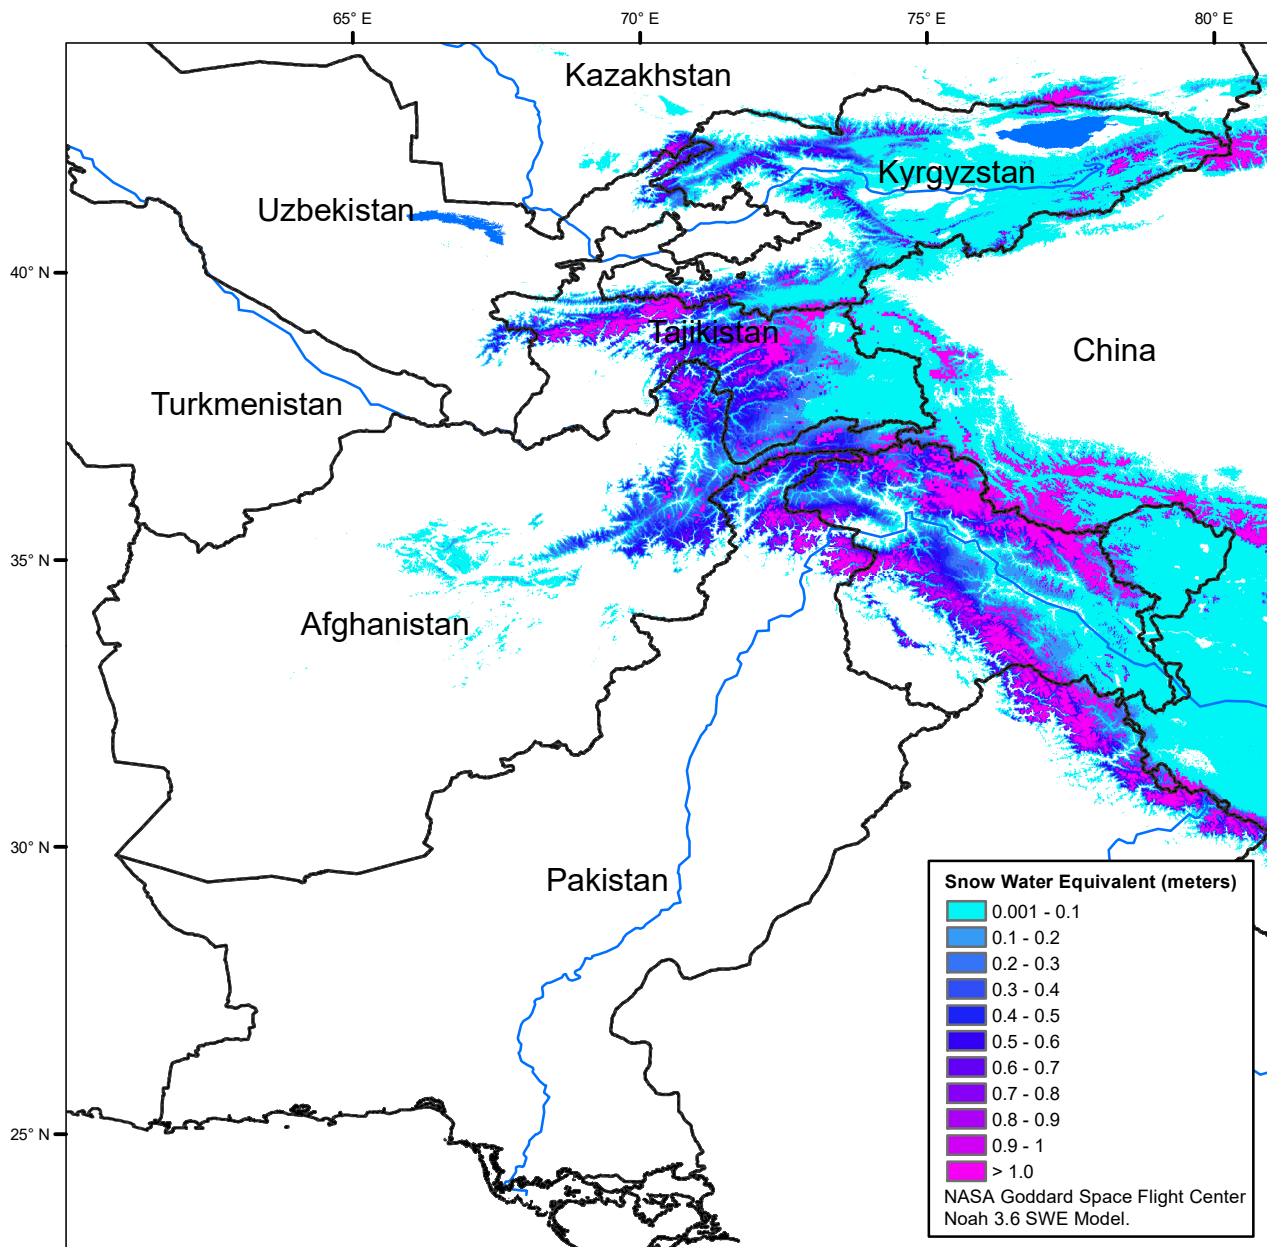 65° E
70° E
75° E
80° E
Kazakhstan
Kyrgyzstan
Uzbekistan
40° N
Tajikistan
China
Turkmenistan
35° N
Afghanistan
30° N
Pakistan
25° N
Snow Water Equivalent (meters)
0.001 - 0.1
0.1 - 0.2
0.2 - 0.3
0.3 - 0.4
0.4 - 0.5
0.5 - 0.6
0.6 - 0.7
0.7 - 0.8
0.8 - 0.9
0.9 - 1
> 1.0
NASA Goddard Space Flight Center
Noah 3.6 SWE Model.